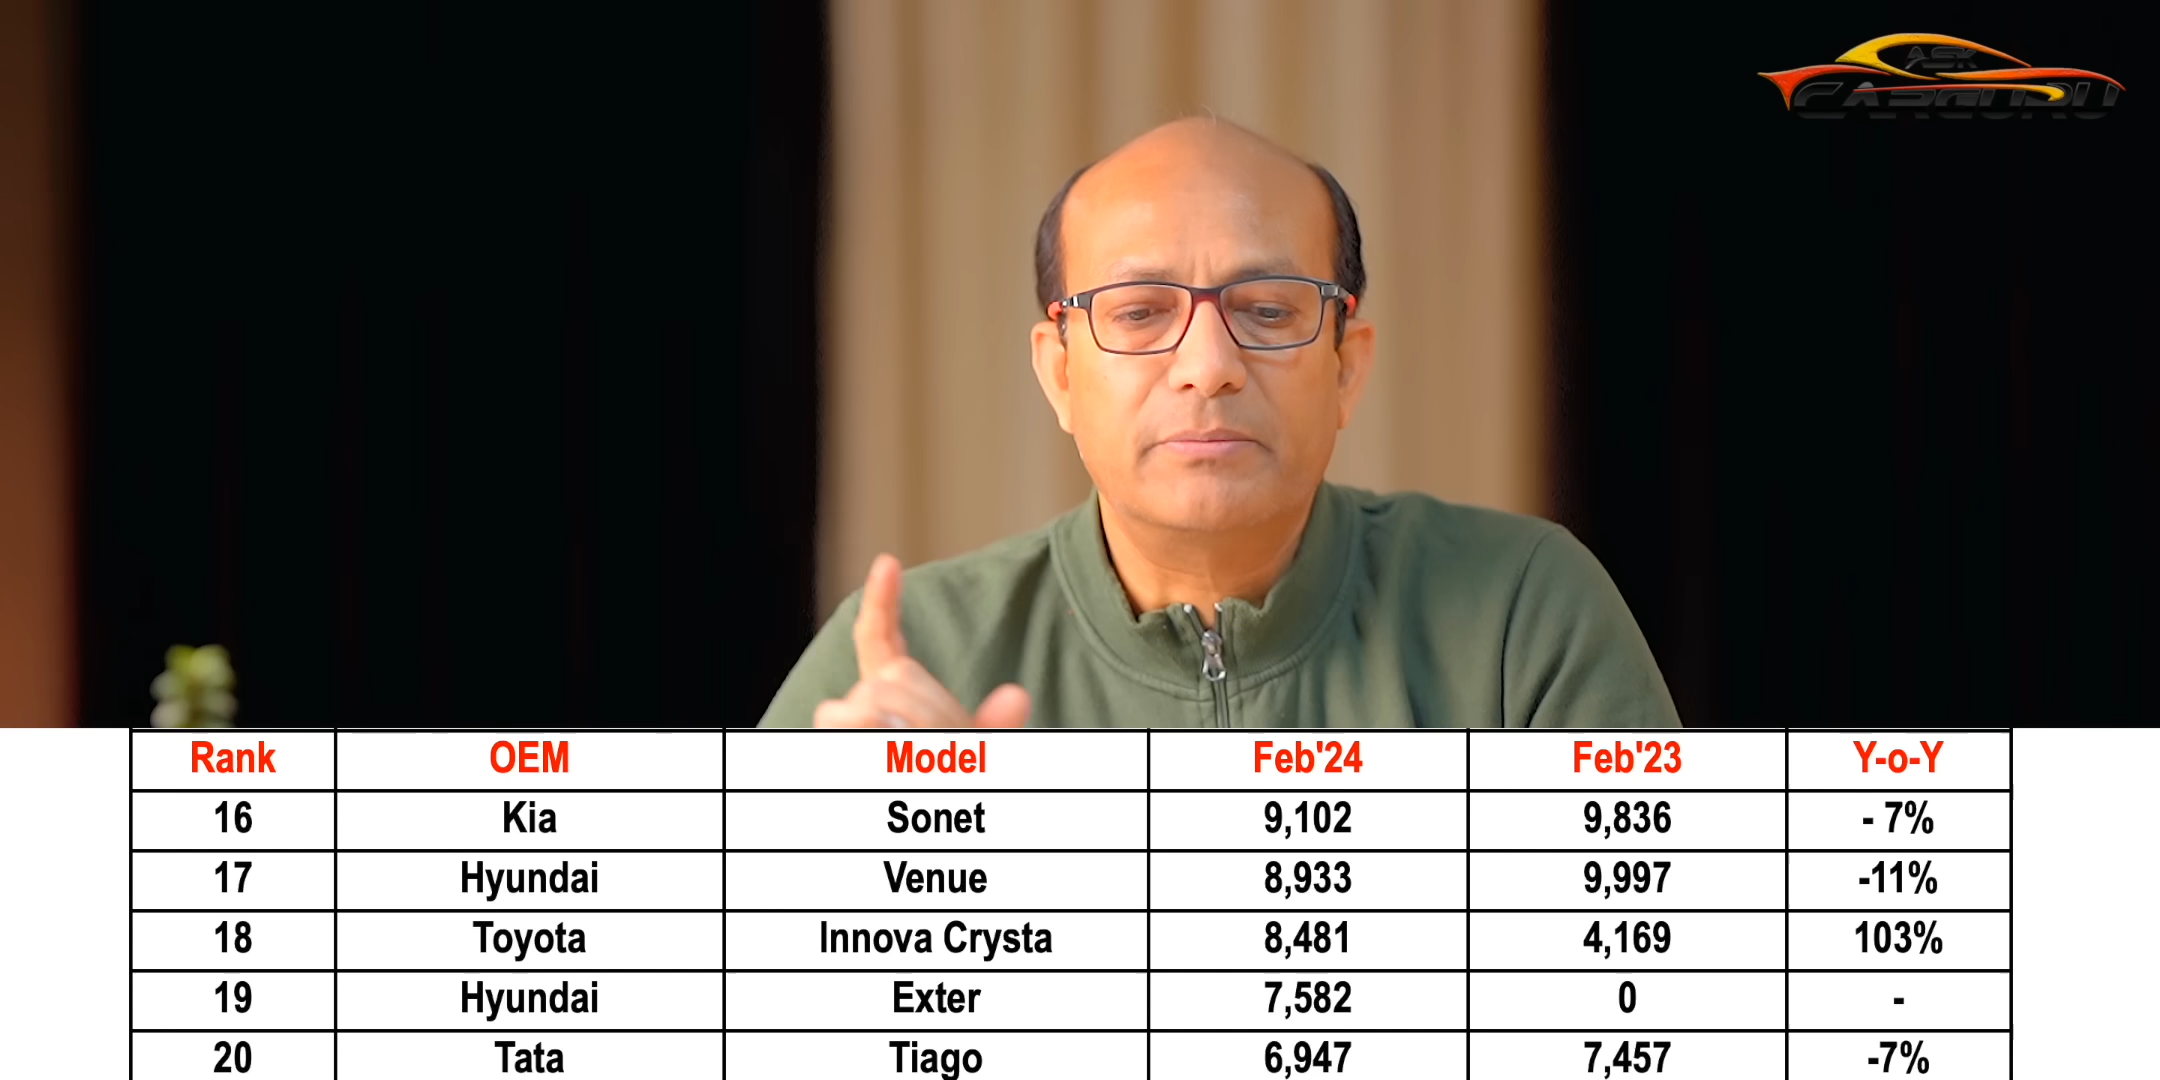 ASK
CARGURU
Rank OEM Model Feb'24 Feb'23 Y-o-Y
16 Kia Sonet 9,102 9,836 - 7%
17 Hyundai Venue 8,933 9,997 -11%
18 Toyota Innova Crysta 8,481 4,169 103%
19 Hyundai Exter 7,582 0 -
20 Tata Tiago 6,947 7,457 -7%